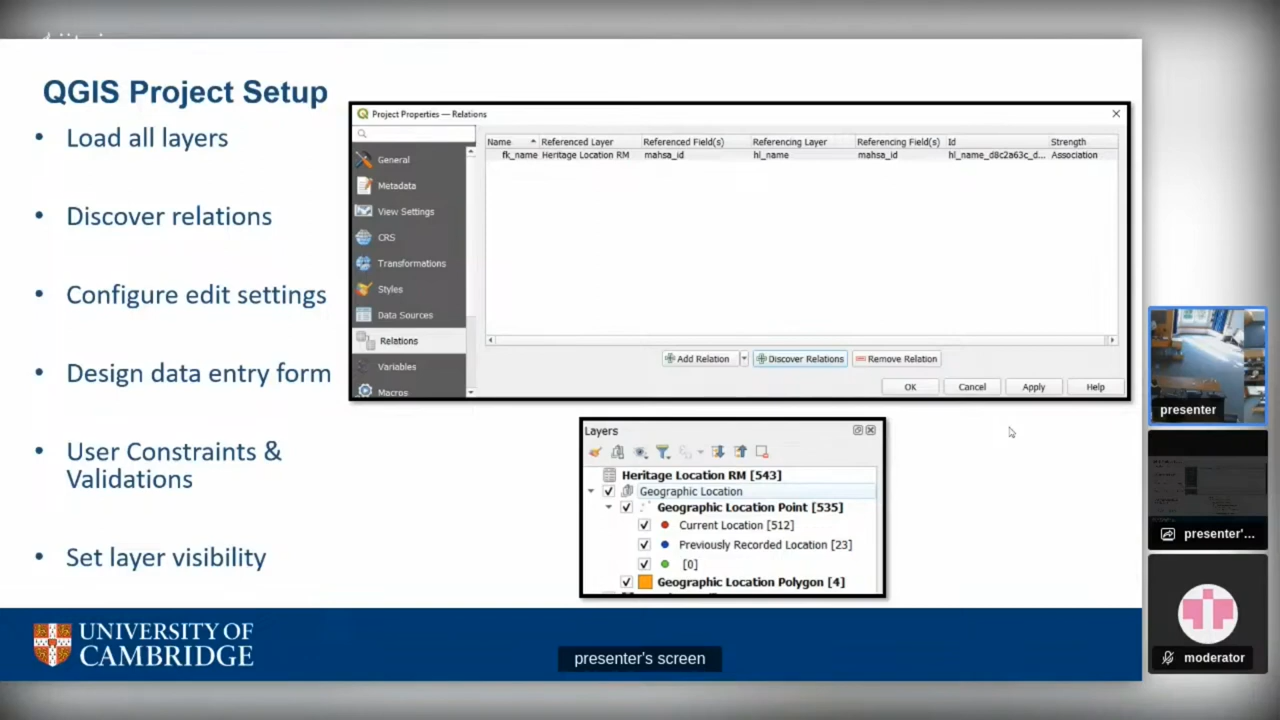 QGIS Project Setup
• Load all layers
• Discover relations
• Configure edit settings
• Design data entry form
• User Constraints &
Validations
• Set layer visibility
Project Properties — Relations
General
Metadata
View Settings
CRS
Transformations
Styles
Data Sources
Relations
Variables
Macros
Name Referenced Layer Referenced Field(s) Referencing Layer Referencing Field(s) Id Strength
fk_name Heritage Location RM mahsa_id hl_name mahsa_id hl_name_d8c2a63c_d... Association
Add Relation Discover Relations Remove Relation
OK Cancel Apply Help
Layers
Heritage Location RM [543]
Geographic Location
Geographic Location Point [535]
Current Location [512]
Previously Recorded Location [23]
[0]
Geographic Location Polygon [4]
UNIVERSITY OF
CAMBRIDGE
presenter's screen
presenter
presenter'...
moderator